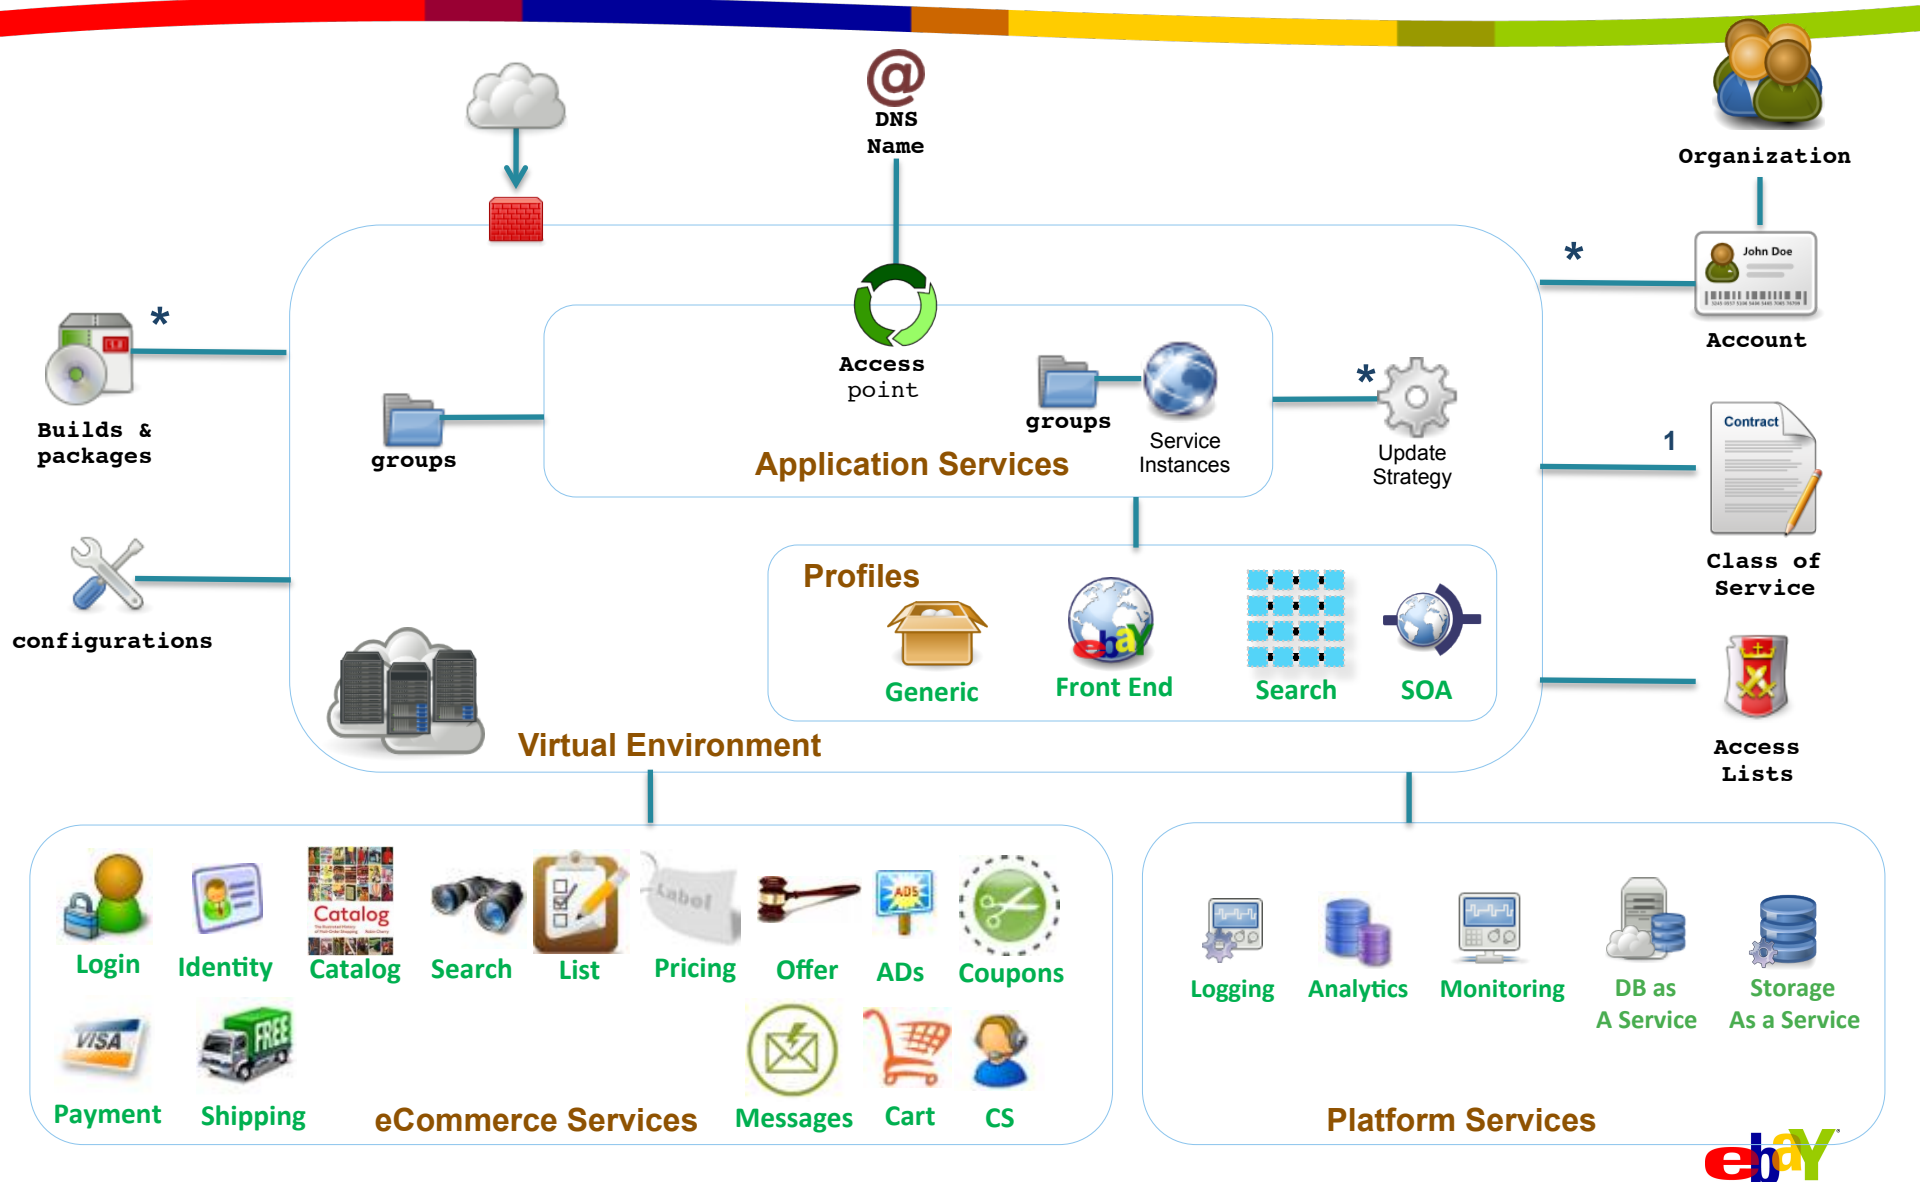 @
DNS
Name
Organization
John Doe
*
Account
*
Builds &
packages
Access
point
groups
groups
Service
Instances
Application Services
*
Update
Strategy
1
Contract
Class of
Service
configurations
Profiles
ebaY
Generic
Front End
Search
SOA
Virtual Environment
Access
Lists
Catalog
Label
ADS
Login
Identity
Catalog
Search
List
Pricing
Offer
ADs
Coupons
Logging
Analytics
Monitoring
DB as
A Service
Storage
As a Service
VISA
FREE
Payment
Shipping
eCommerce Services
Messages
Cart
CS
Platform Services
ebaY